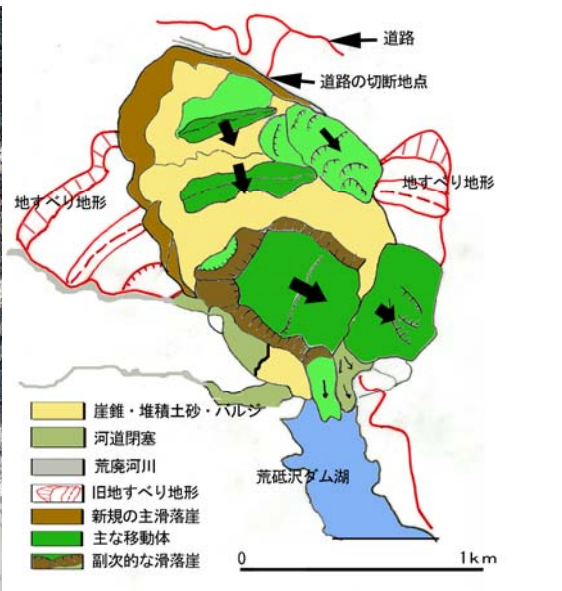 道路
道路の切断地点
地すべり地形
地すべり地形
崖錐・堆積土砂・バルジ
河道閉塞
荒廃河川
旧地すべり地形
新規の主滑落崖
主な移動体
副次的な滑落崖
荒砥沢ダム湖
0 1km